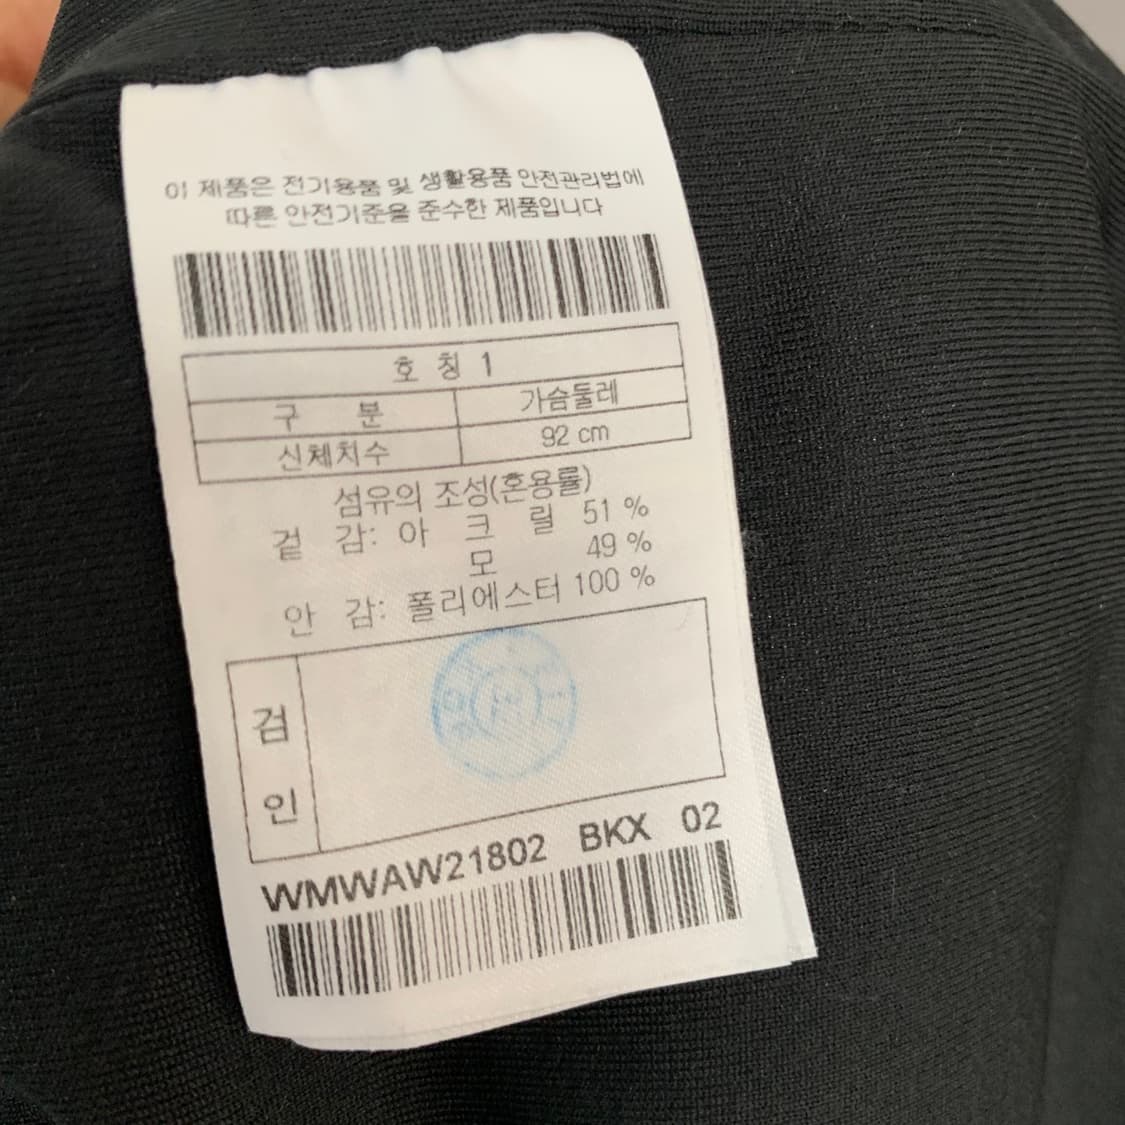 이 제품은 전기용품 및 생활용품 안전관리법에
따른 안전기준을 준수한 제품입니다
호 칭 1
구 분 가슴둘레
신체치수 92 cm
섬유의 조성(혼용률)
겉 감: 아 크 릴 51 %
모 49 %
안 감: 폴리에스터 100 %
검
인
WMWAW21802 BKX 02